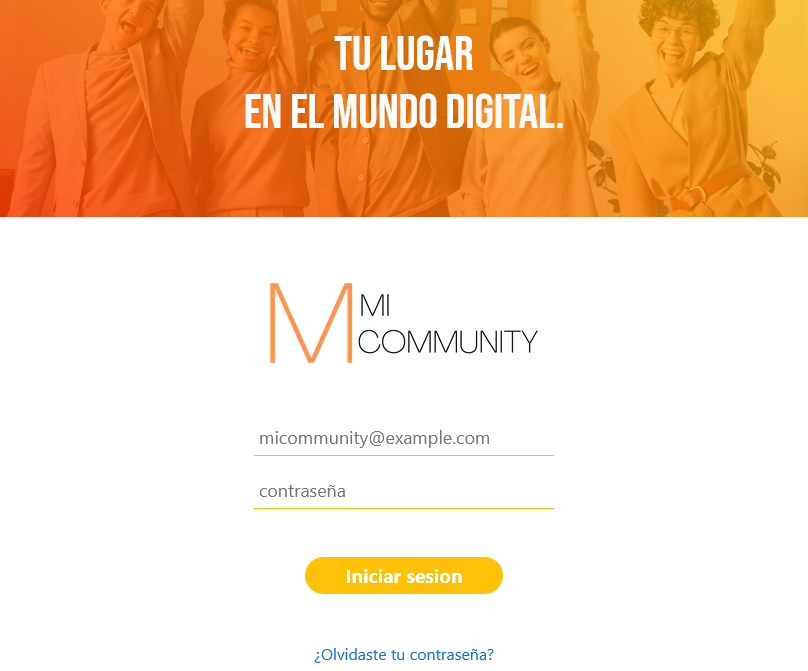 TU LUGAR
EN EL MUNDO DIGITAL.
M MI
COMMUNITY
micommunity@example.com
contraseña
Iniciar sesion
¿Olvidaste tu contraseña?